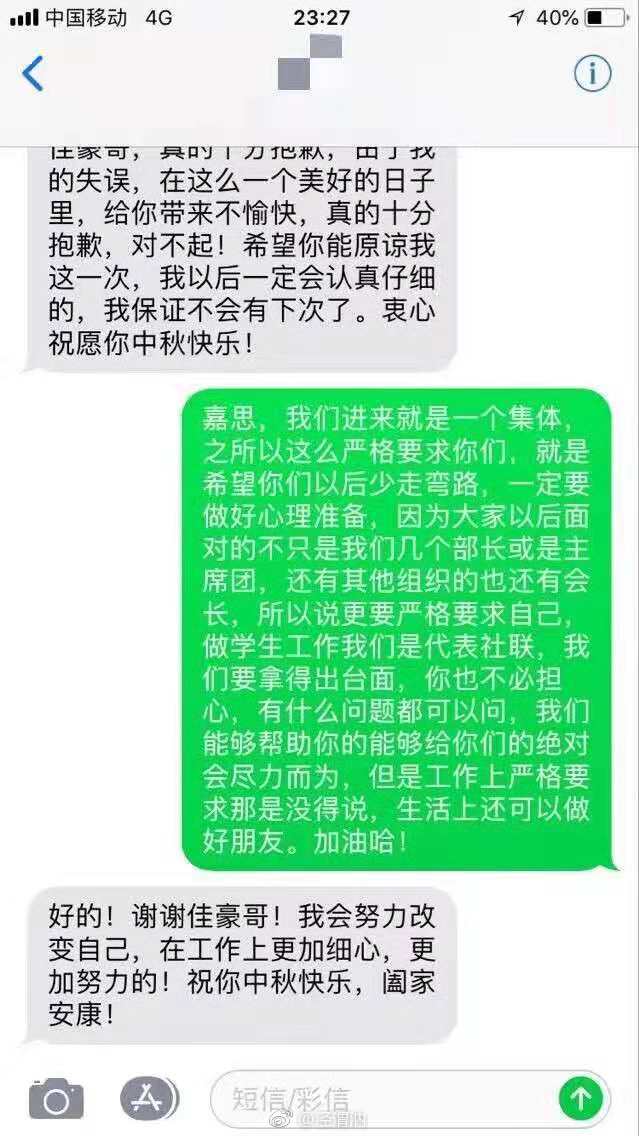 中国移动 4G 23:27 40%
佳豪哥，真的十分抱歉，由于我
的失误，在这么一个美好的日子
里，给你带来不愉快，真的十分
抱歉，对不起！希望你能原谅我
这一次，我以后一定会认真仔细
的，我保证不会有下次了。衷心
祝愿你中秋快乐！
嘉思，我们进来就是一个集体，
之所以这么严格要求你们，就是
希望你们以后少走弯路，一定要
做好心理准备，因为大家以后面
对的不只是我们几个部长或是主
席团，还有其他组织的也还有会
长，所以说更要严格要求自己，
做学生工作我们是代表社联，我
们要拿得出台面，你也不必担
心，有什么问题都可以问，我们
能够帮助你的能够给你们的绝对
会尽力而为，但是工作上严格要
求那是没得说，生活上还可以做
好朋友。加油哈！
好的！谢谢佳豪哥！我会努力改
变自己，在工作上更加细心，更
加努力的！祝你中秋快乐，阖家
安康！
短信/彩信